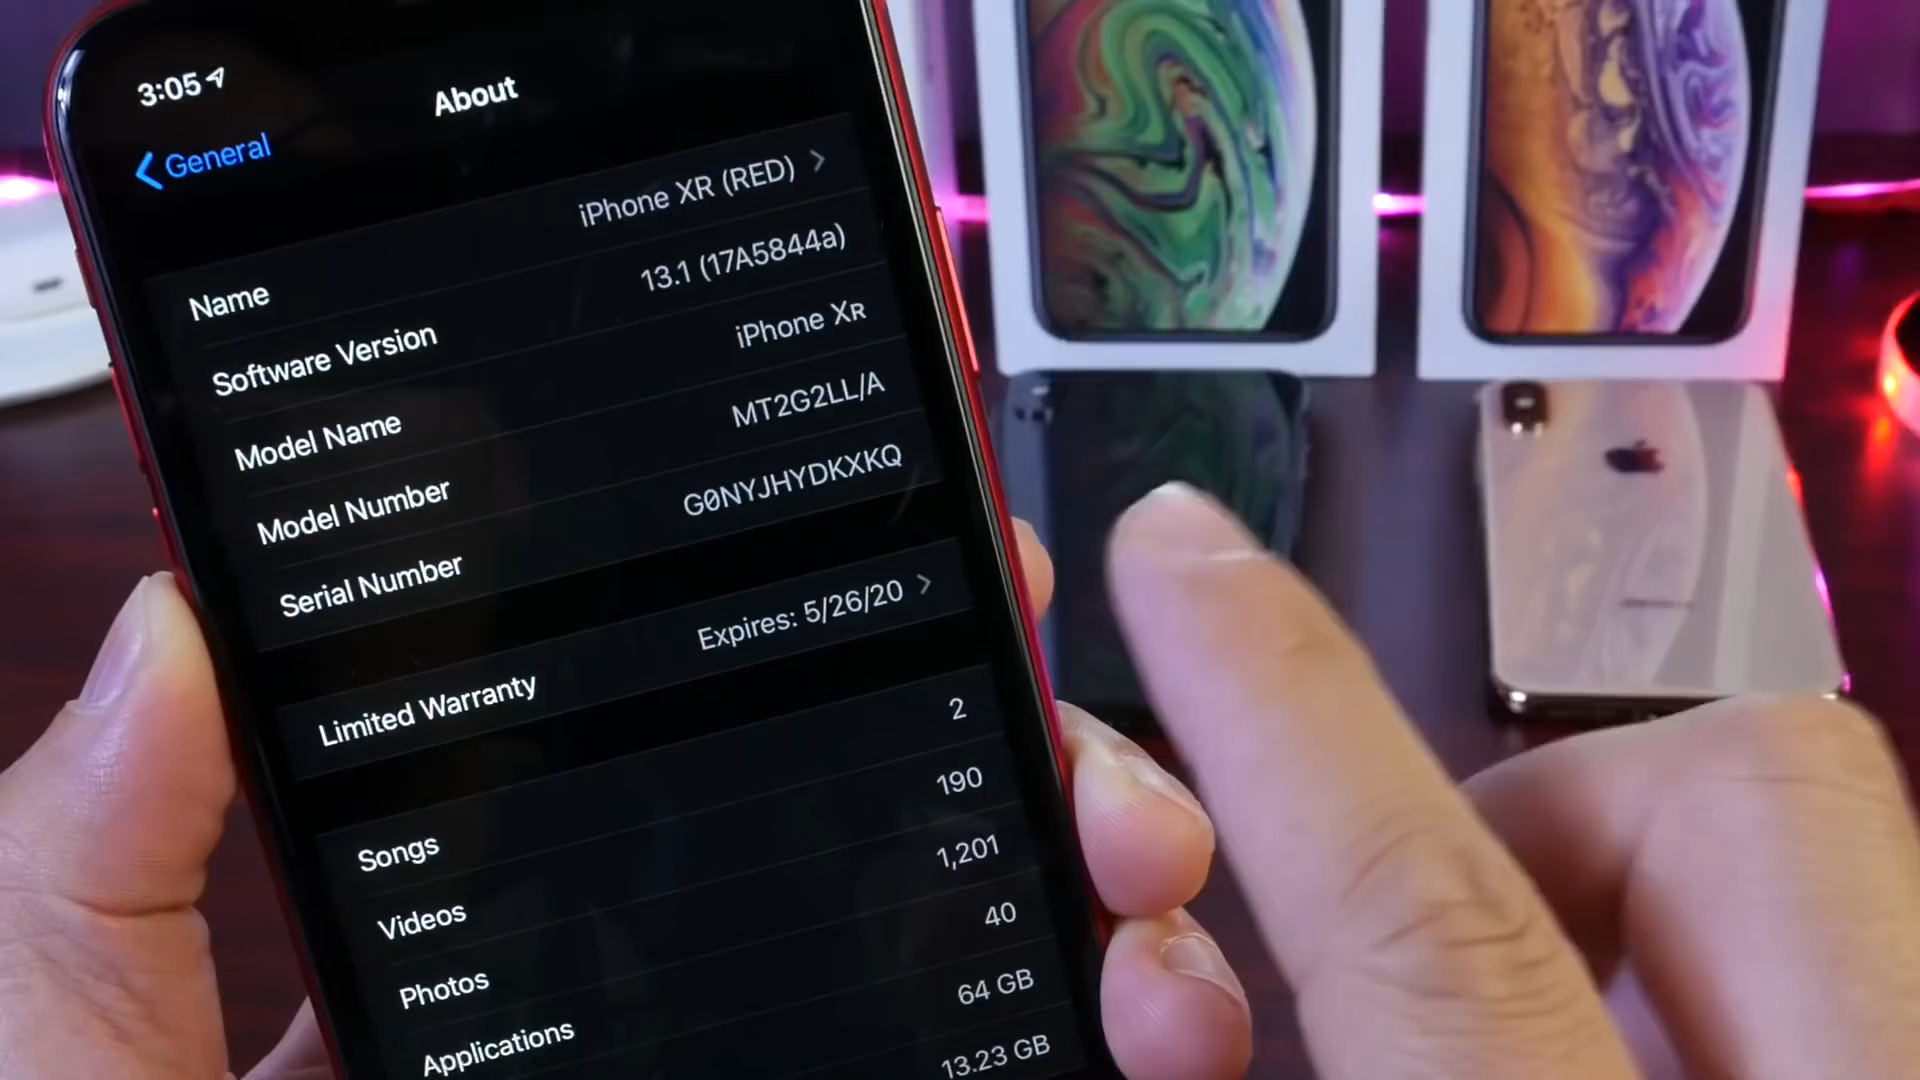 3:05
About
General
Name iPhone XR (RED)
Software Version 13.1 (17A5844a)
Model Name iPhone XR
Model Number MT2G2LL/A
Serial Number G0NYJHYDKXKQ
Limited Warranty Expires: 5/26/20
Songs 2
Videos 190
Photos 1,201
Applications 40
64 GB
13.23 GB